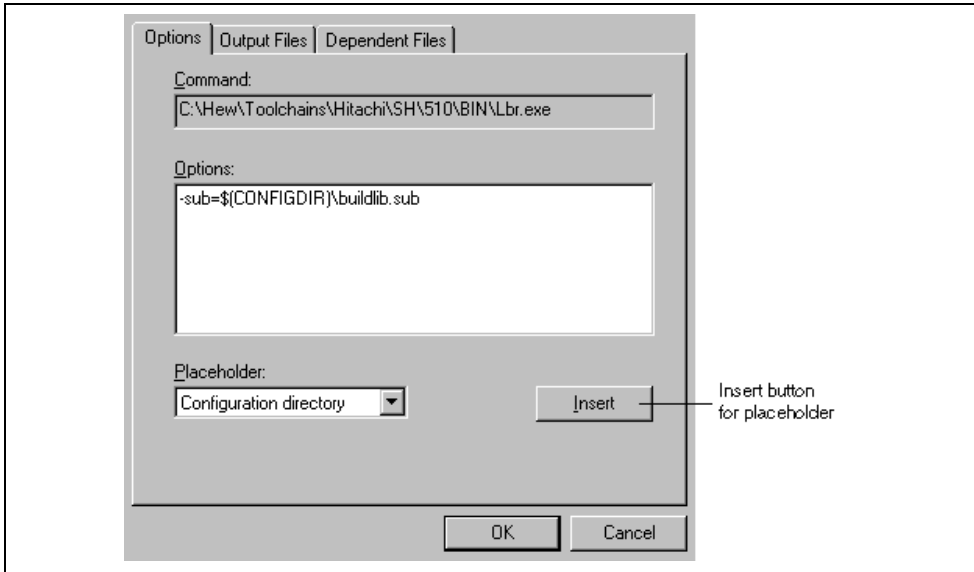 Options Output Files Dependent Files
Command:
C:\Hew\Toolchains\Hitachi\SH\510\BIN\Lbr.exe
Options:
-sub=$(CONFIGDIR)\buildlib.sub
Placeholder:
Configuration directory
Insert
Insert button
for placeholder
OK Cancel